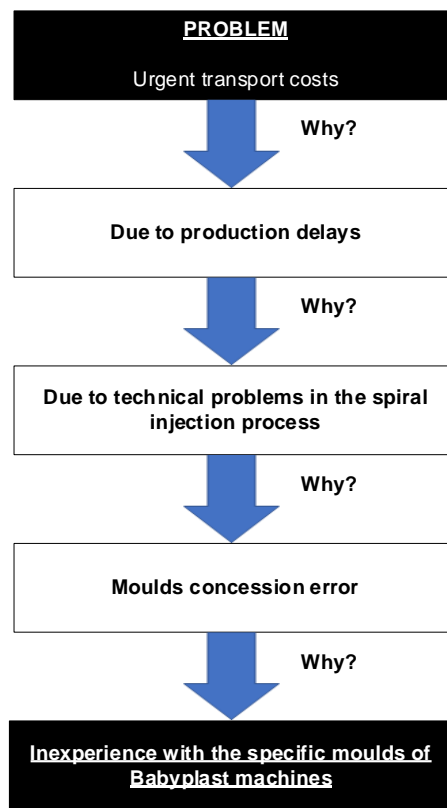 PROBLEM
Urgent transport costs
Why?
Due to production delays
Why?
Due to technical problems in the spiral
injection process
Why?
Moulds concession error
Why?
Inexperience with the specific moulds of
Babyplast machines